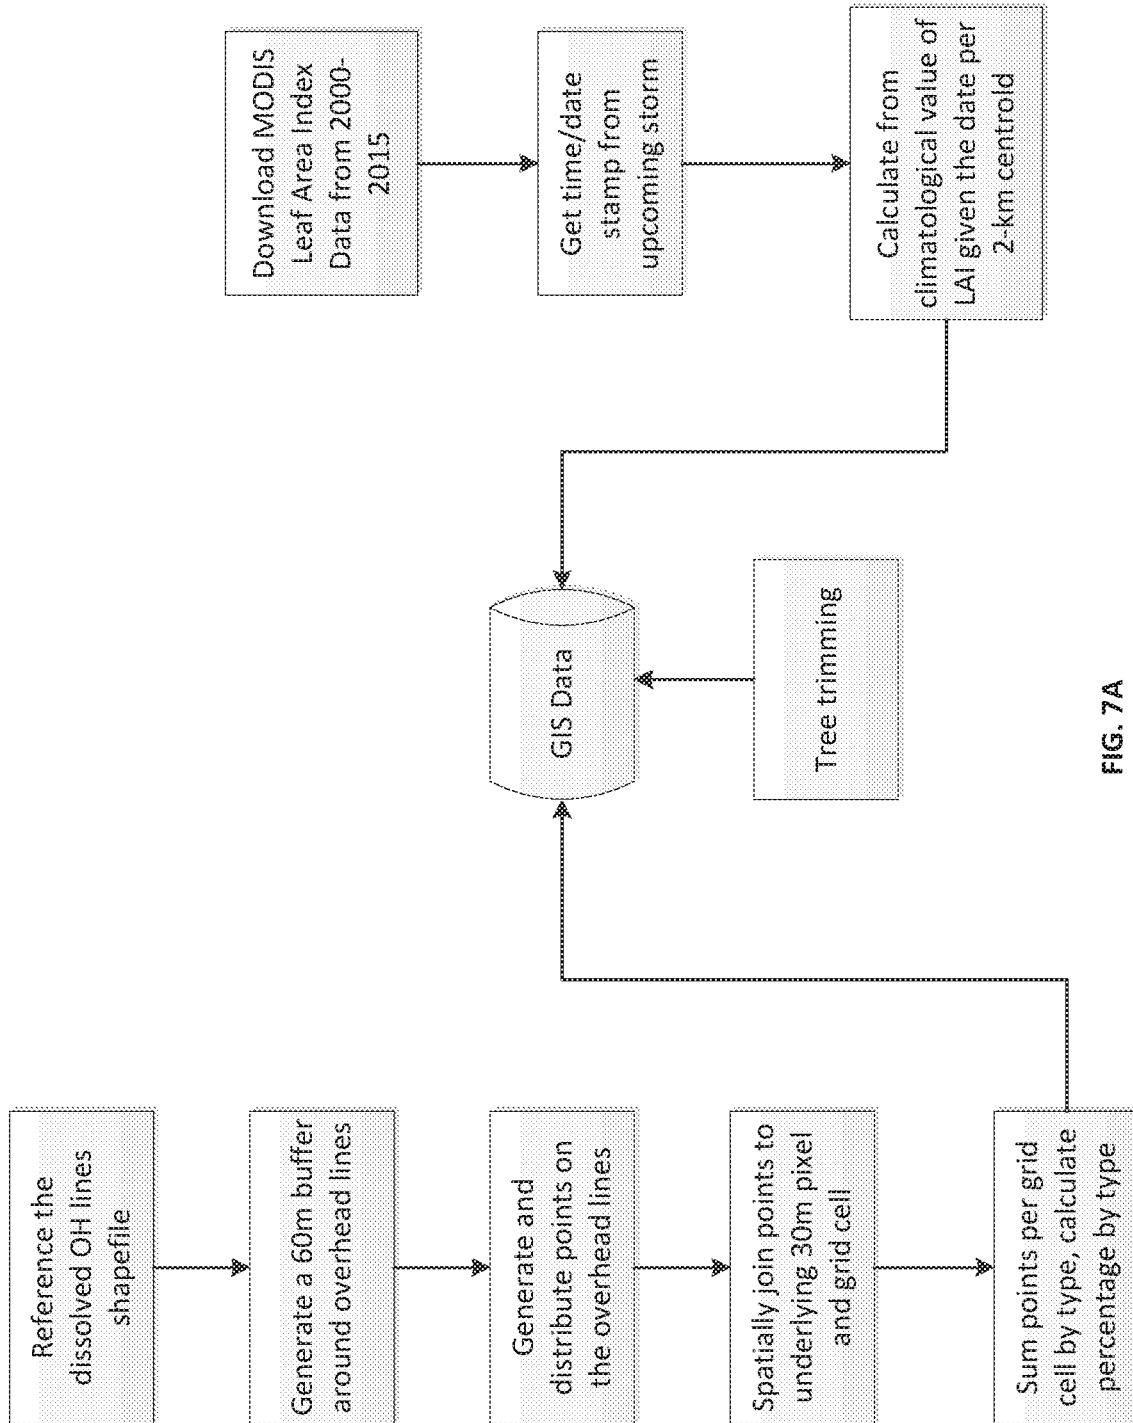 Reference the
dissolved OH lines
shapefile
Generate a 60m buffer
around overhead lines
Generate and
distribute points on
the overhead lines
Spatially join points to
underlying 30m pixel
and grid cell
Sum points per grid
cell by type, calculate
percentage by type
GIS Data
Tree trimming
Download MODIS
Leaf Area Index
Data from 2000-
2015
Get time/date
stamp from
upcoming storm
Calculate from
climatological value of
LAI given the date per
2-km centrold
FIG. 7A